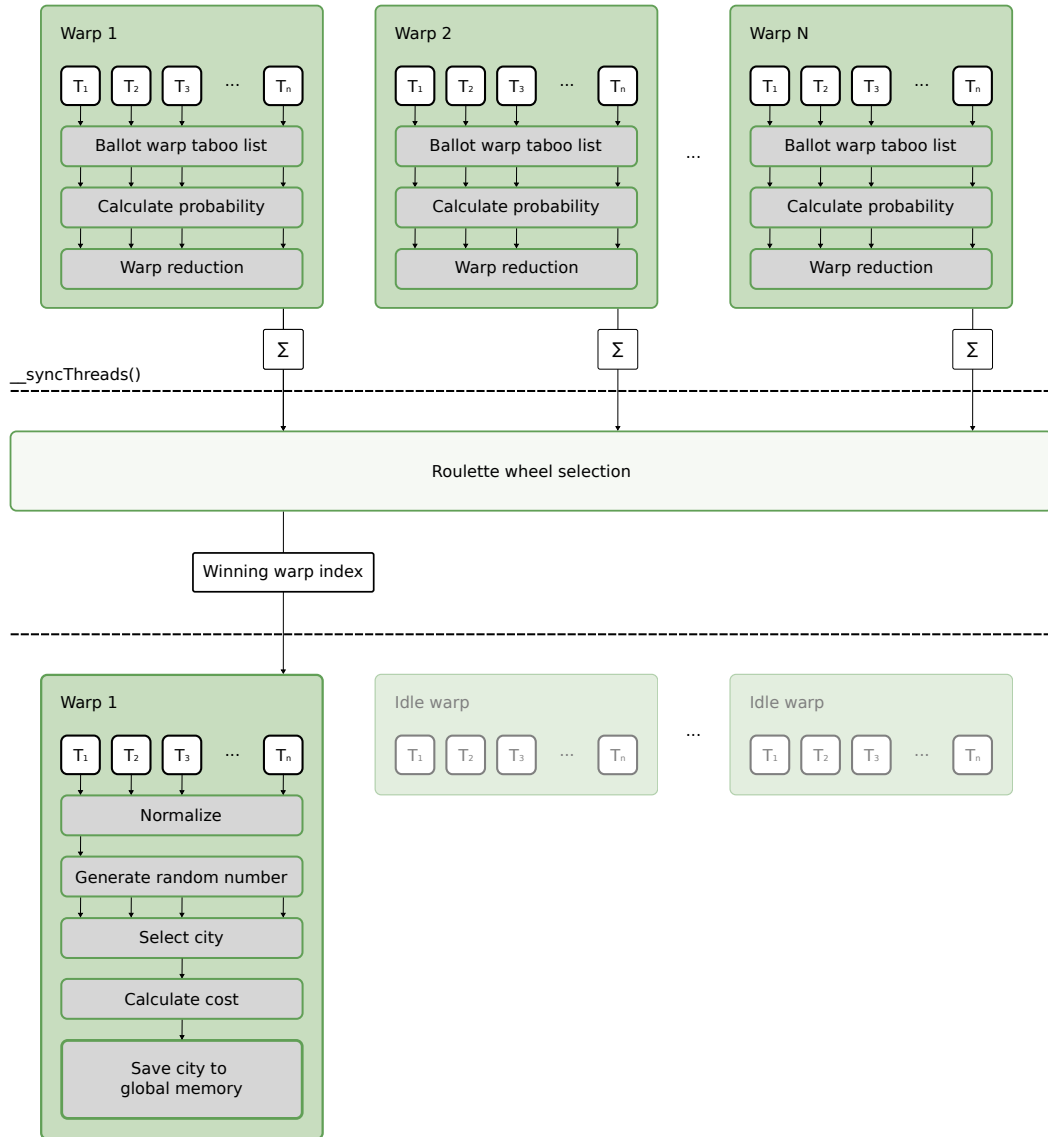 Warp 1
T₁ T₂ T₃ ... Tₙ
Ballot warp taboo list
Calculate probability
Warp reduction
Σ
Warp 2
T₁ T₂ T₃ ... Tₙ
Ballot warp taboo list
Calculate probability
Warp reduction
Σ
...
Warp N
T₁ T₂ T₃ ... Tₙ
Ballot warp taboo list
Calculate probability
Warp reduction
Σ
__syncThreads()
Roulette wheel selection
Winning warp index
Warp 1
T₁ T₂ T₃ ... Tₙ
Normalize
Generate random number
Select city
Calculate cost
Save city to
global memory
Idle warp
T₁ T₂ T₃ ... Tₙ
...
Idle warp
T₁ T₂ T₃ ... Tₙ